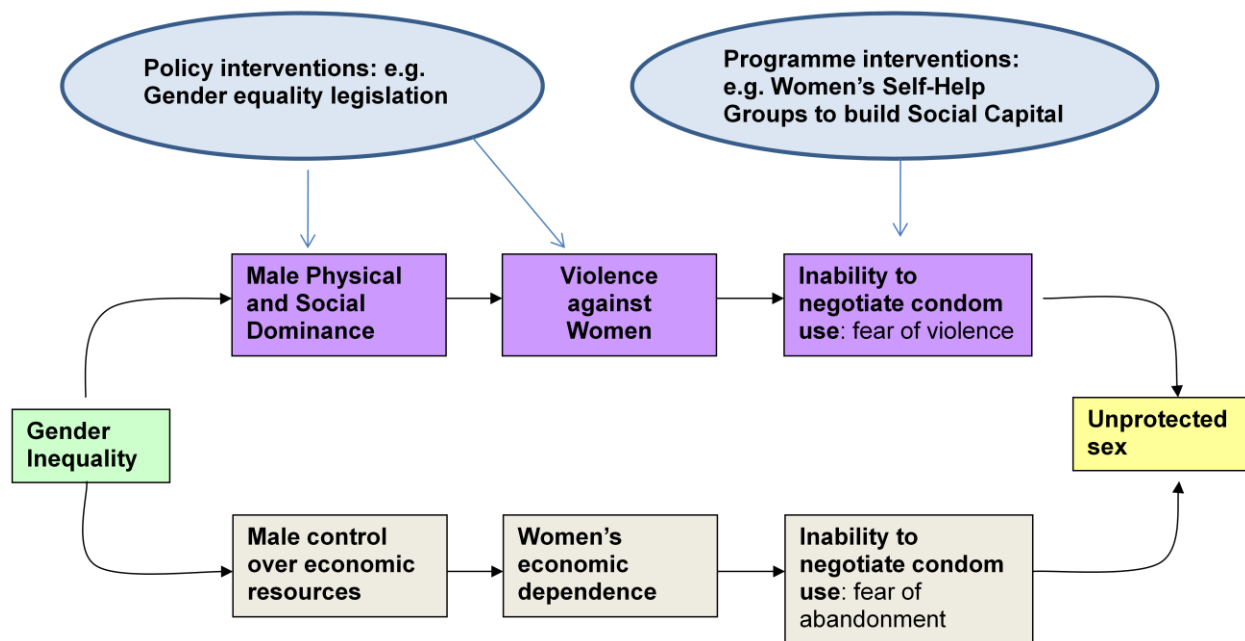 Policy interventions: e.g.
Gender equality legislation
Programme interventions:
e.g. Women’s Self-Help
Groups to build Social Capital
Male Physical
and Social
Dominance
Violence
against
Women
Inability to
negotiate condom
use: fear of violence
Gender
Inequality
Unprotected
sex
Male control
over economic
resources
Women’s
economic
dependence
Inability to
negotiate condom
use: fear of
abandonment